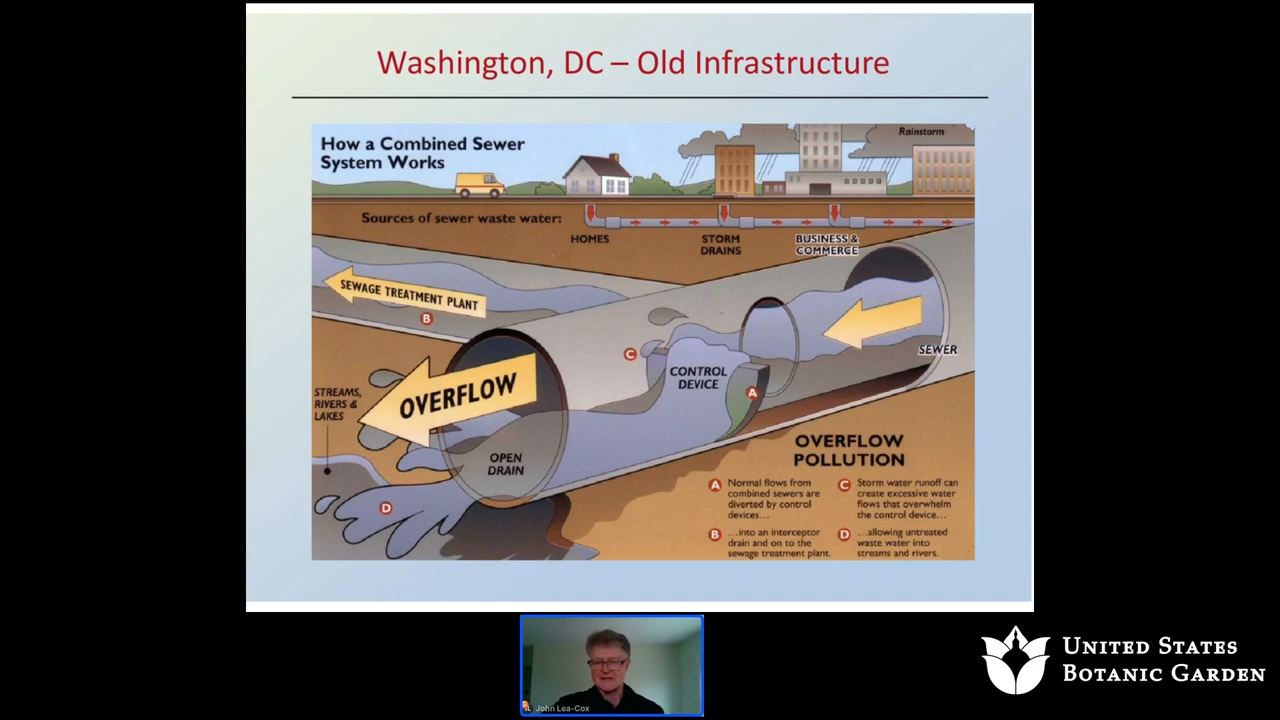 Washington, DC – Old Infrastructure
How a Combined Sewer
System Works
Rainstorm
Sources of sewer waste water:
HOMES
STORM
DRAINS
BUSINESS &
COMMERCE
SEWAGE TREATMENT PLANT
B
C
SEWER
CONTROL
DEVICE
A
OVERFLOW
STREAMS,
RIVERS &
LAKES
OPEN
DRAIN
D
OVERFLOW
POLLUTION
A Normal flows from
combined sewers are
diverted by control
devices...
B ...into an interceptor
drain and on to the
sewage treatment plant.
C Storm water runoff can
create excessive water
flows that overwhelm
the control device...
D ...allowing untreated
waste water into
streams and rivers.
John Lea-Cox
UNITED STATES
BOTANIC GARDEN